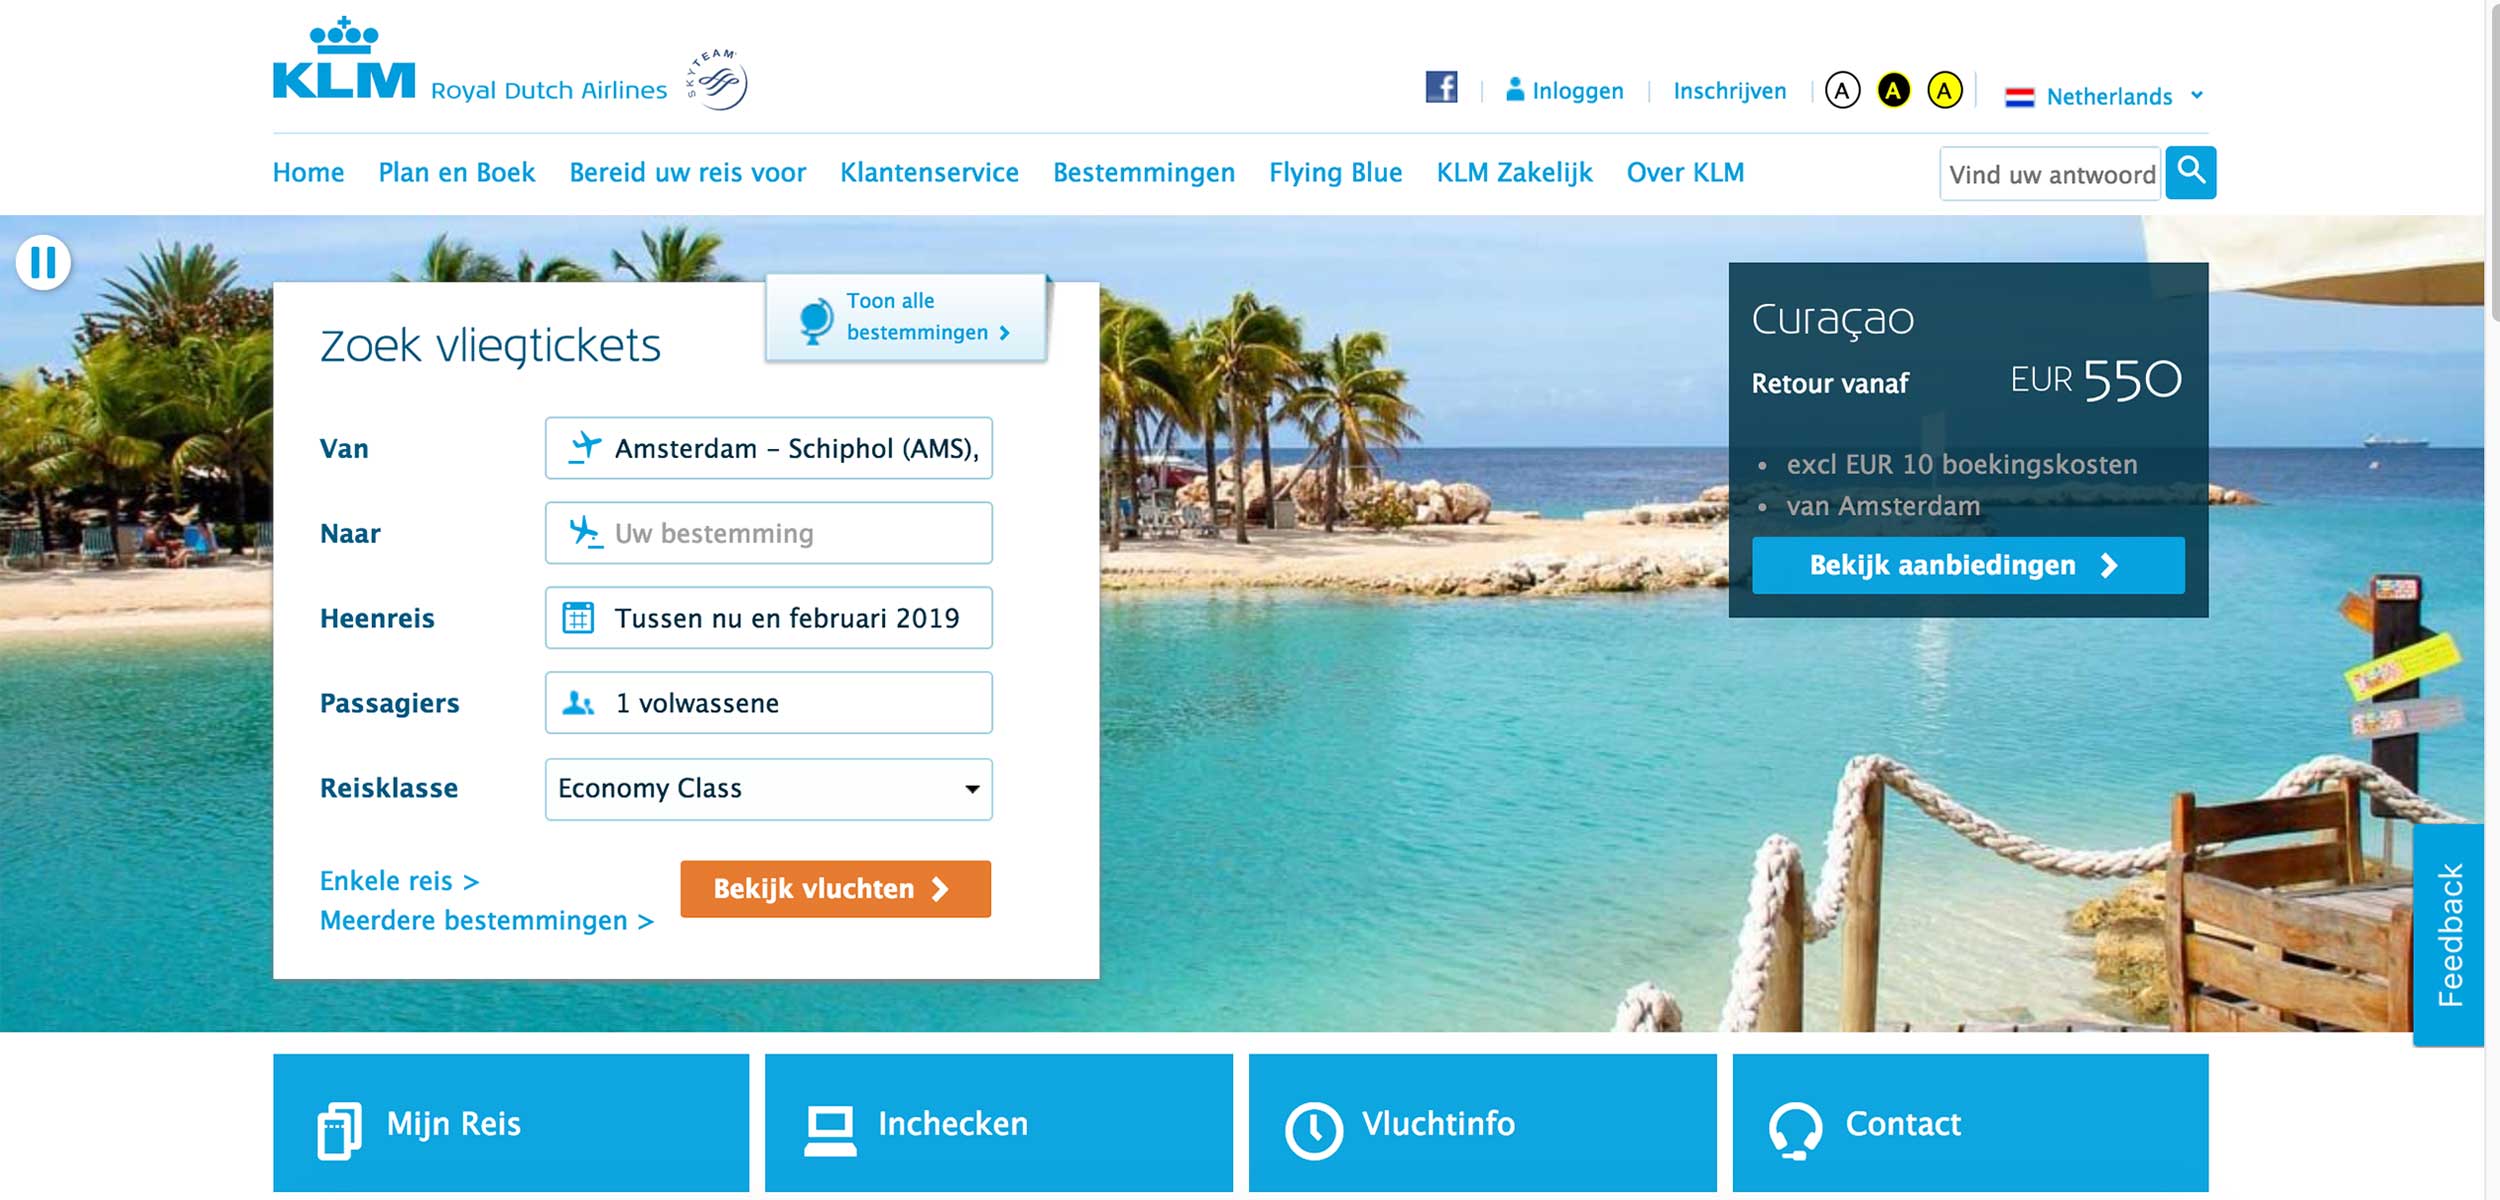 KLM Royal Dutch Airlines
SKYTEAM
Inloggen
Inschrijven
A
A
A
Netherlands
Home
Plan en Boek
Bereid uw reis voor
Klantenservice
Bestemmingen
Flying Blue
KLM Zakelijk
Over KLM
Vind uw antwoord
Zoek vliegtickets
Toon alle
bestemmingen
Van
Amsterdam – Schiphol (AMS),
Naar
Uw bestemming
Heenreis
Tussen nu en februari 2019
Passagiers
1 volwassene
Reisklasse
Economy Class
Enkele reis >
Meerdere bestemmingen >
Bekijk vluchten
Curaçao
Retour vanaf
EUR 550
• excl EUR 10 boekingskosten
• van Amsterdam
Bekijk aanbiedingen
Feedback
Mijn Reis
Inchecken
Vluchtinfo
Contact